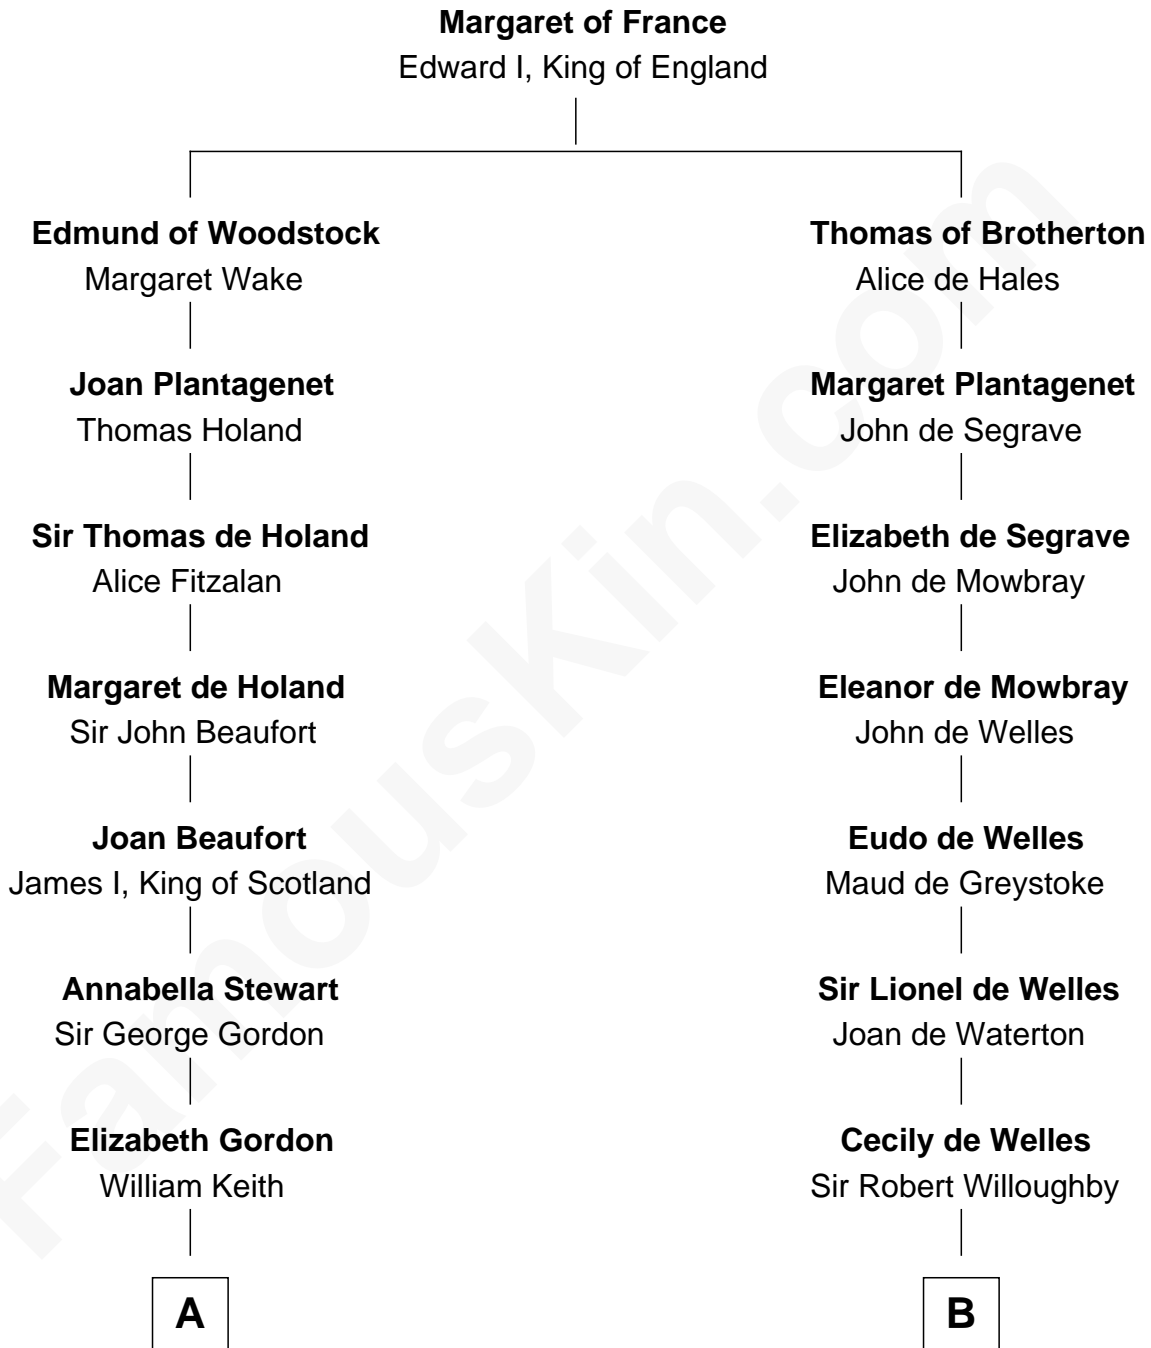 Margaret of France
Edward I, King of England
Edmund of Woodstock
Margaret Wake
Thomas of Brotherton
Alice de Hales
Joan Plantagenet
Thomas Holand
Margaret Plantagenet
John de Segrave
Sir Thomas de Holand
Alice Fitzalan
Elizabeth de Segrave
John de Mowbray
Margaret de Holand
Sir John Beaufort
Eleanor de Mowbray
John de Welles
Joan Beaufort
James I, King of Scotland
Eudo de Welles
Maud de Greystoke
Annabella Stewart
Sir George Gordon
Sir Lionel de Welles
Joan de Waterton
Elizabeth Gordon
William Keith
Cecily de Welles
Sir Robert Willoughby
A
B
FamousKin.com